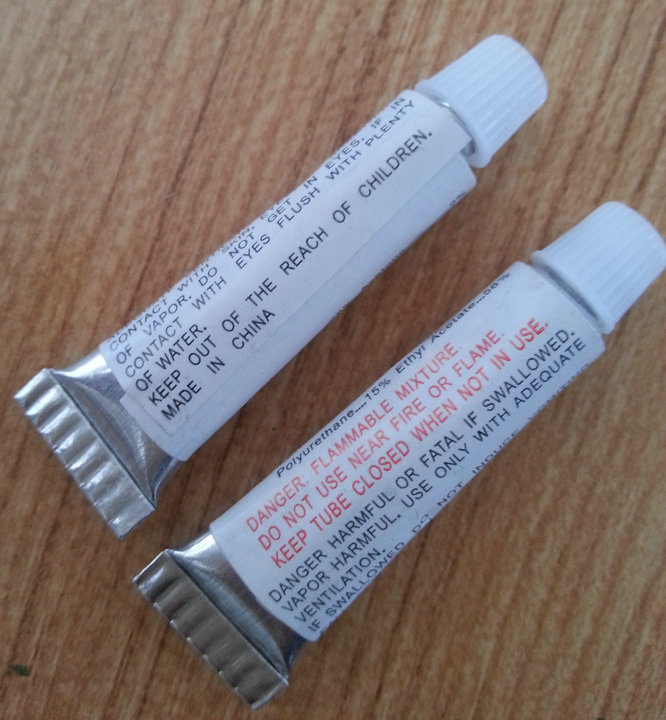 CONTACT WITH SKIN.
OF VAPOR. DO NOT GET IN EYES. IF IN
CONTACT WITH EYES FLUSH WITH PLENTY
OF WATER.
KEEP OUT OF THE REACH OF CHILDREN.
MADE IN CHINA
Polyurethane....15% Ethyl Acetate...
DANGER: FLAMMABLE MIXTURE
DO NOT USE NEAR FIRE OR FLAME
KEEP TUBE CLOSED WHEN NOT IN USE.
DANGER HARMFUL OR FATAL IF SWALLOWED.
VAPOR HARMFUL. USE ONLY WITH ADEQUATE
VENTILATION.
IF SWALLOWED, DO NOT